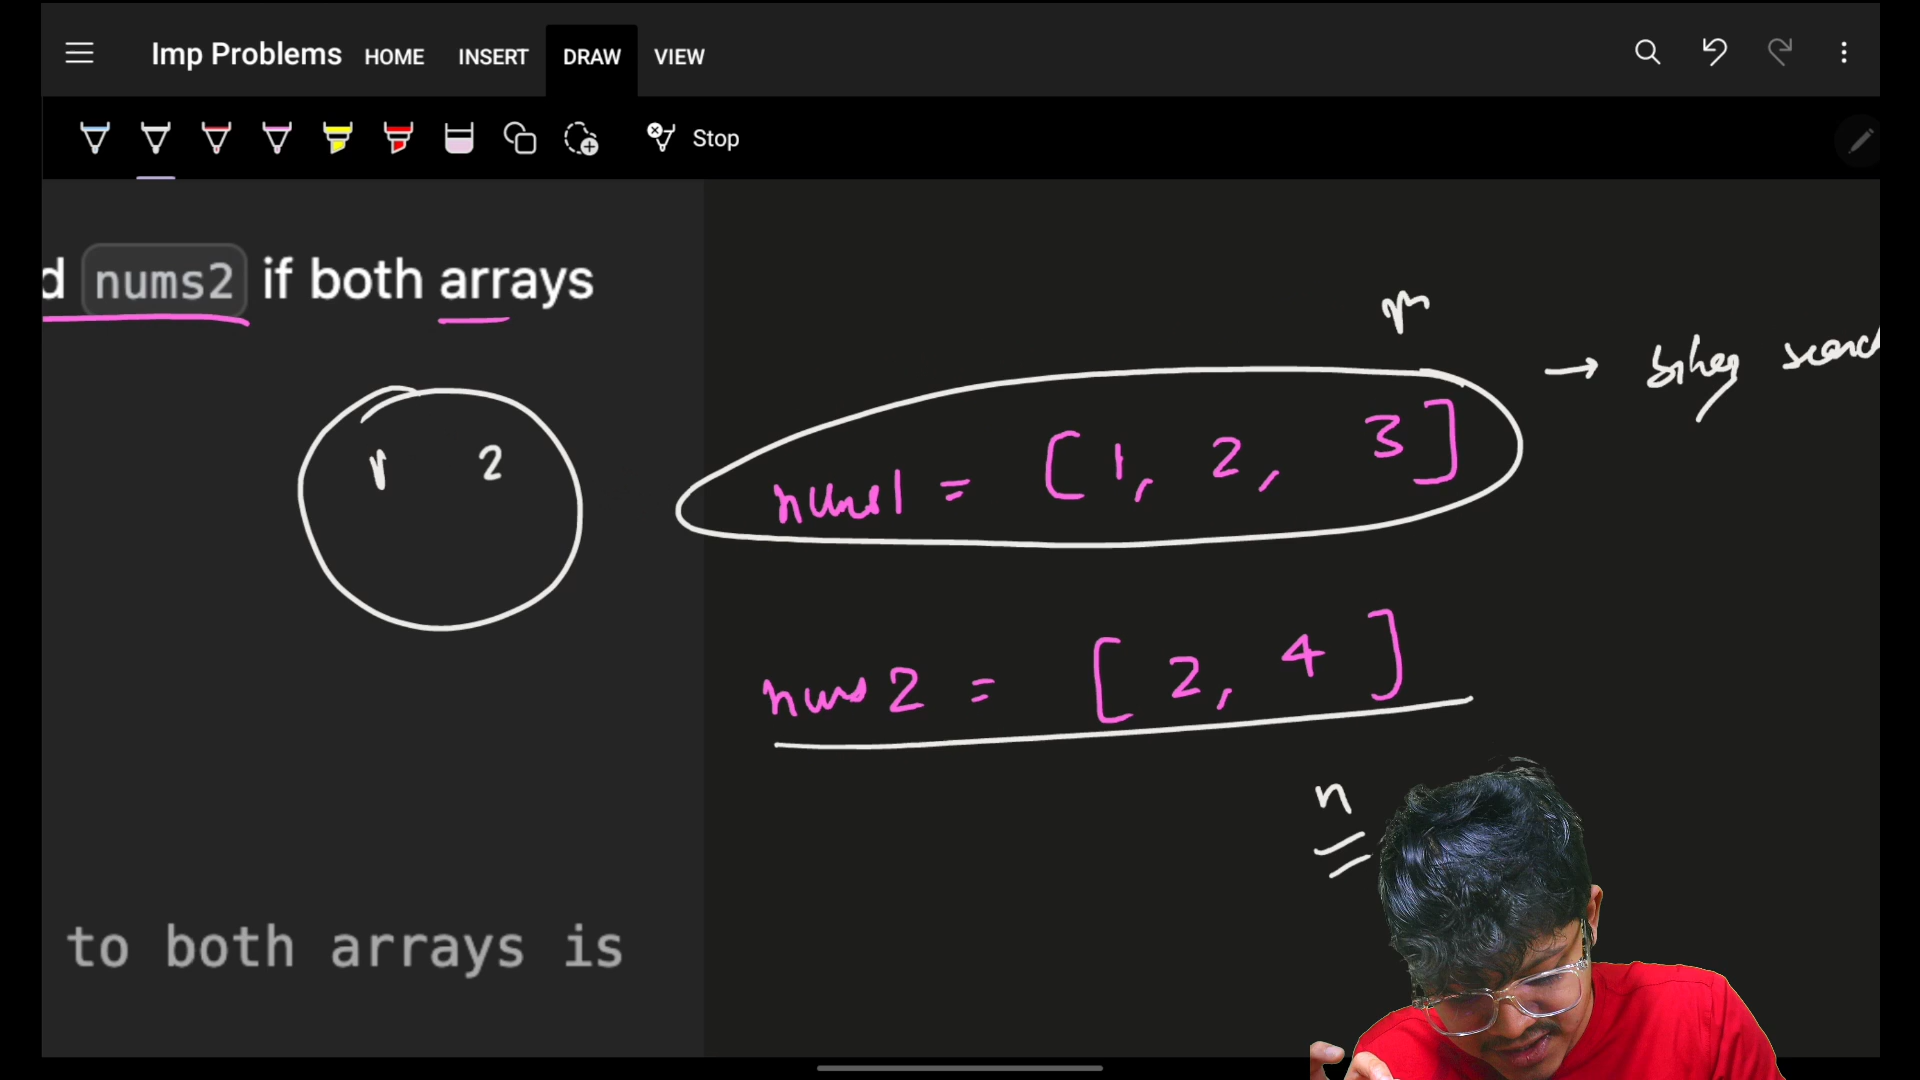 Imp Problems HOME INSERT DRAW VIEW
Stop
d nums2 if both arrays
m
→ binary searc
1 2
nums1 = [1, 2, 3]
nums2 = [2, 4]
n
to both arrays is